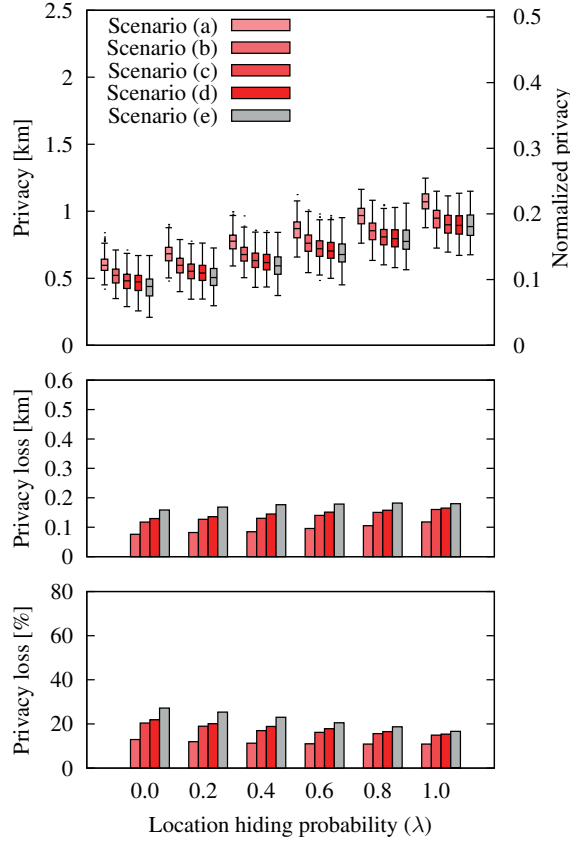 Scenario (a)
Scenario (b)
Scenario (c)
Scenario (d)
Scenario (e)
Privacy [km]
2.5
2
1.5
1
0.5
0
Normalized privacy
0.5
0.4
0.3
0.2
0.1
0
Privacy loss [km]
0.6
0.5
0.4
0.3
0.2
0.1
0
Privacy loss [%]
80
60
40
20
0
0.0 0.2 0.4 0.6 0.8 1.0
Location hiding probability (λ)